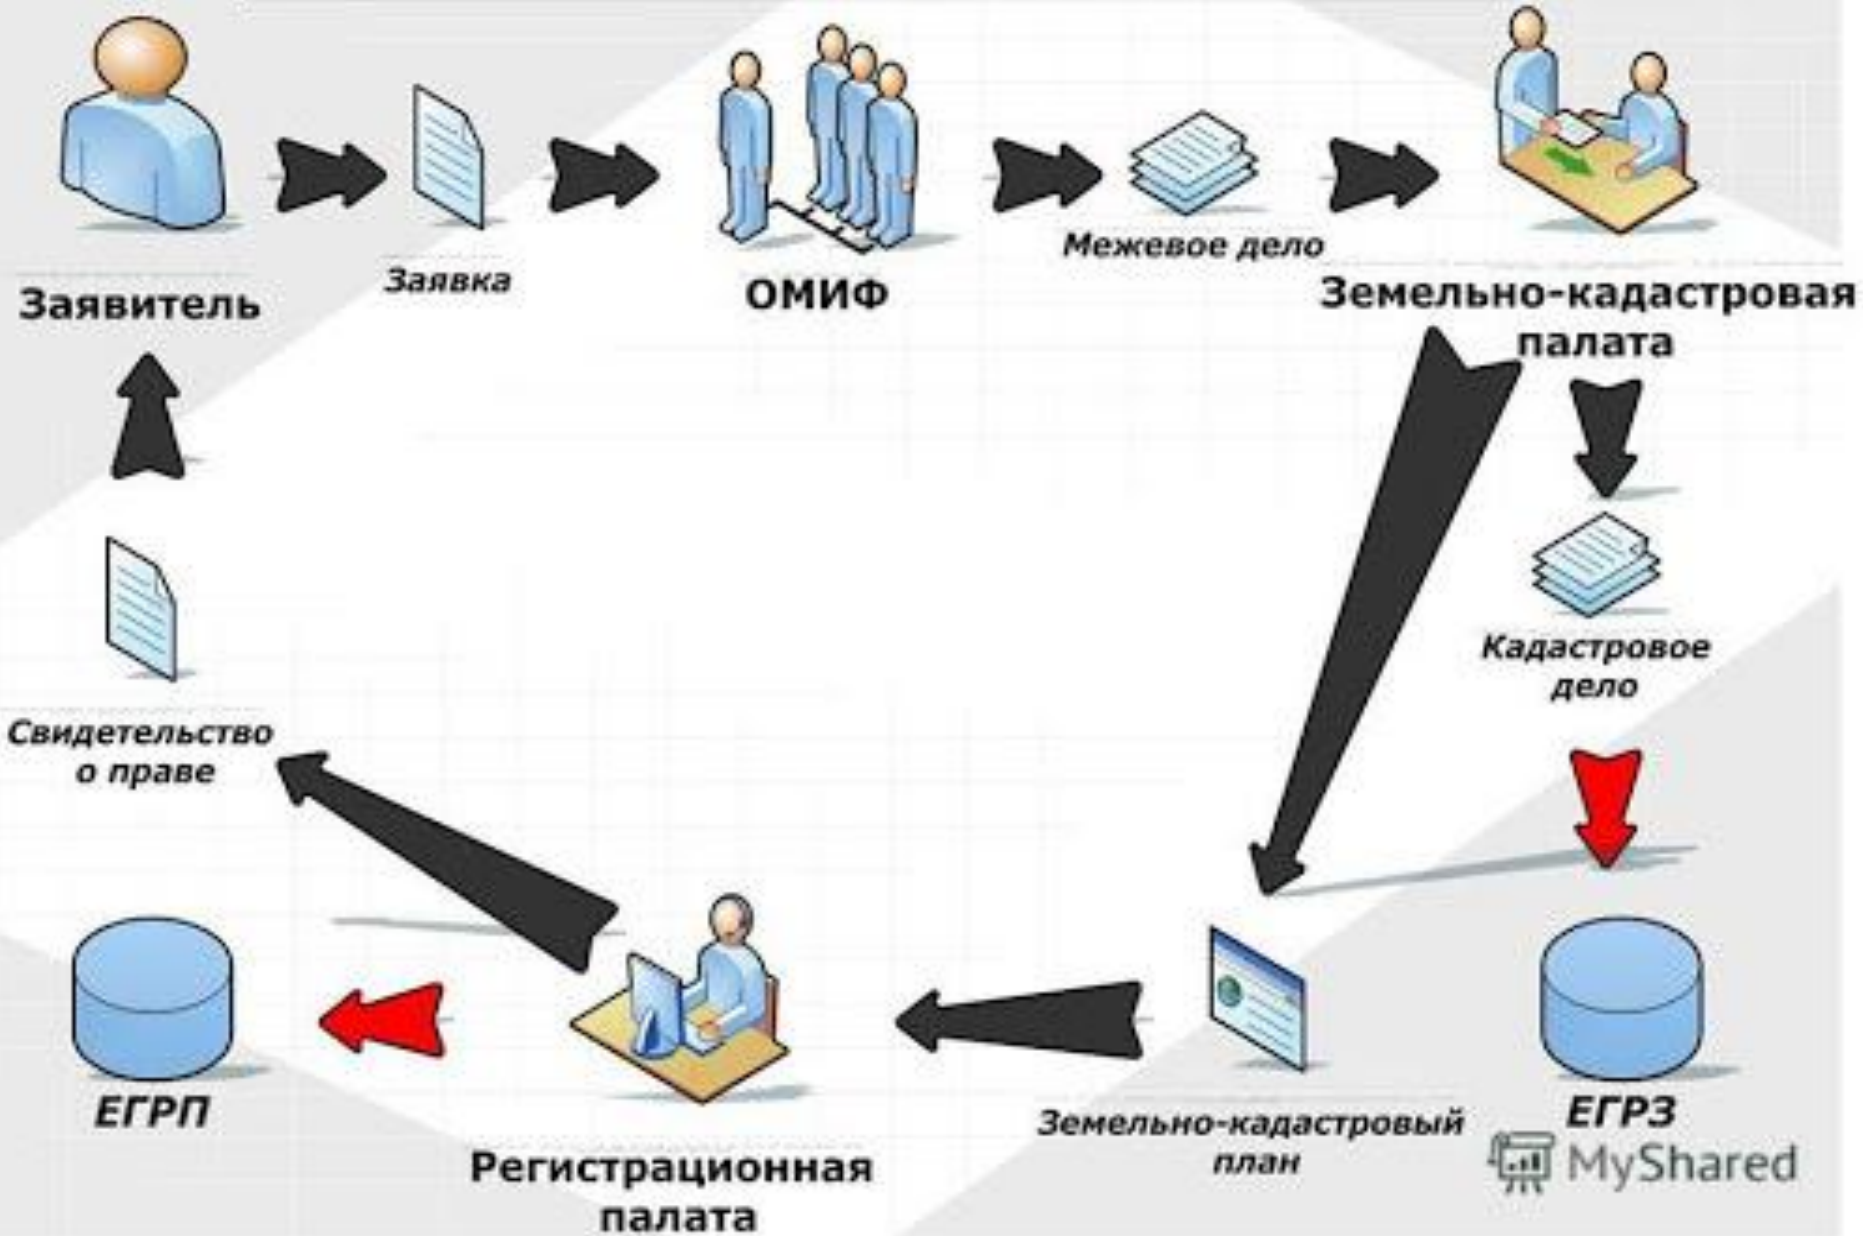 Заявитель
Заявка
ОМИФ
Межевое дело
Земельно-кадастровая
палата
Кадастровое
дело
Свидетельство
о праве
ЕГРП
Регистрационная
палата
Земельно-кадастровый
план
ЕГРЗ
MyShared